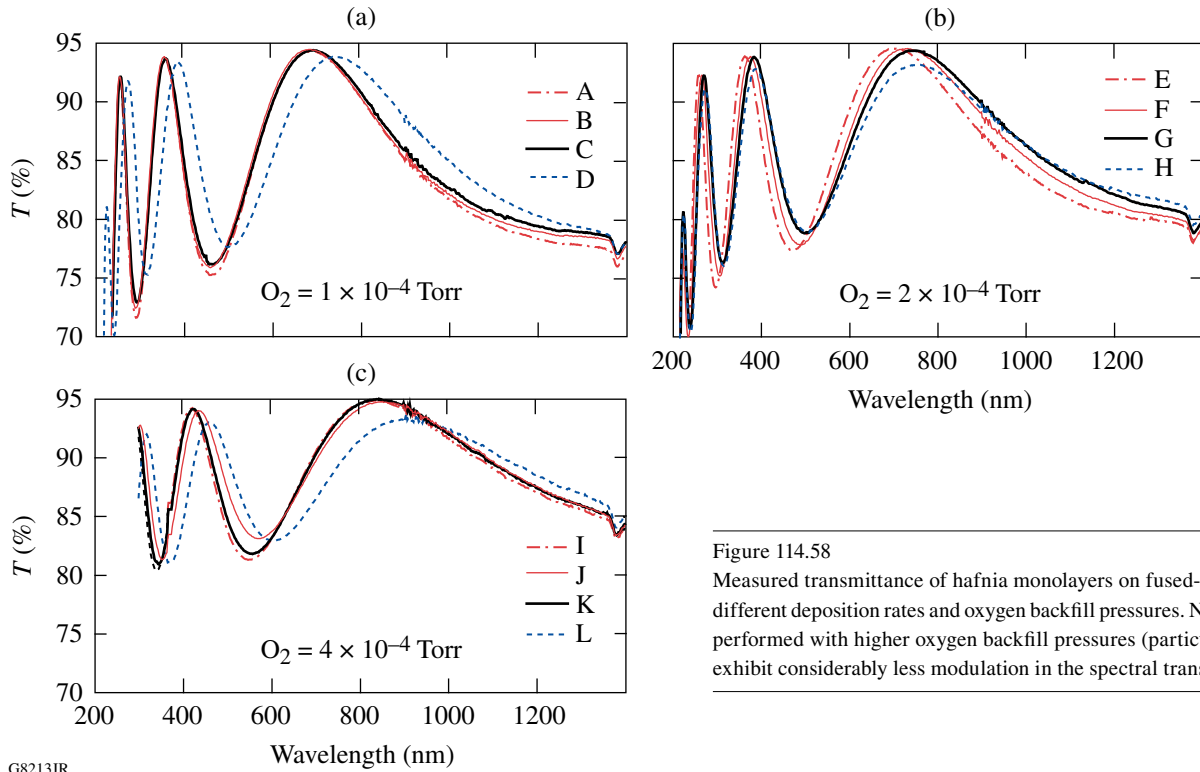 (a)
95
90
85
80
75
70
T (%)
A
B
C
D
O2 = 1 × 10–4 Torr
(b)
E
F
G
H
O2 = 2 × 10–4 Torr
200 400 600 800 1000 1200
Wavelength (nm)
(c)
95
90
85
80
75
70
T (%)
I
J
K
L
O2 = 4 × 10–4 Torr
200 400 600 800 1000 1200
Wavelength (nm)
Figure 114.58
Measured transmittance of hafnia monolayers on fused-
different deposition rates and oxygen backfill pressures. N
performed with higher oxygen backfill pressures (partic
exhibit considerably less modulation in the spectral trans
G8213JR